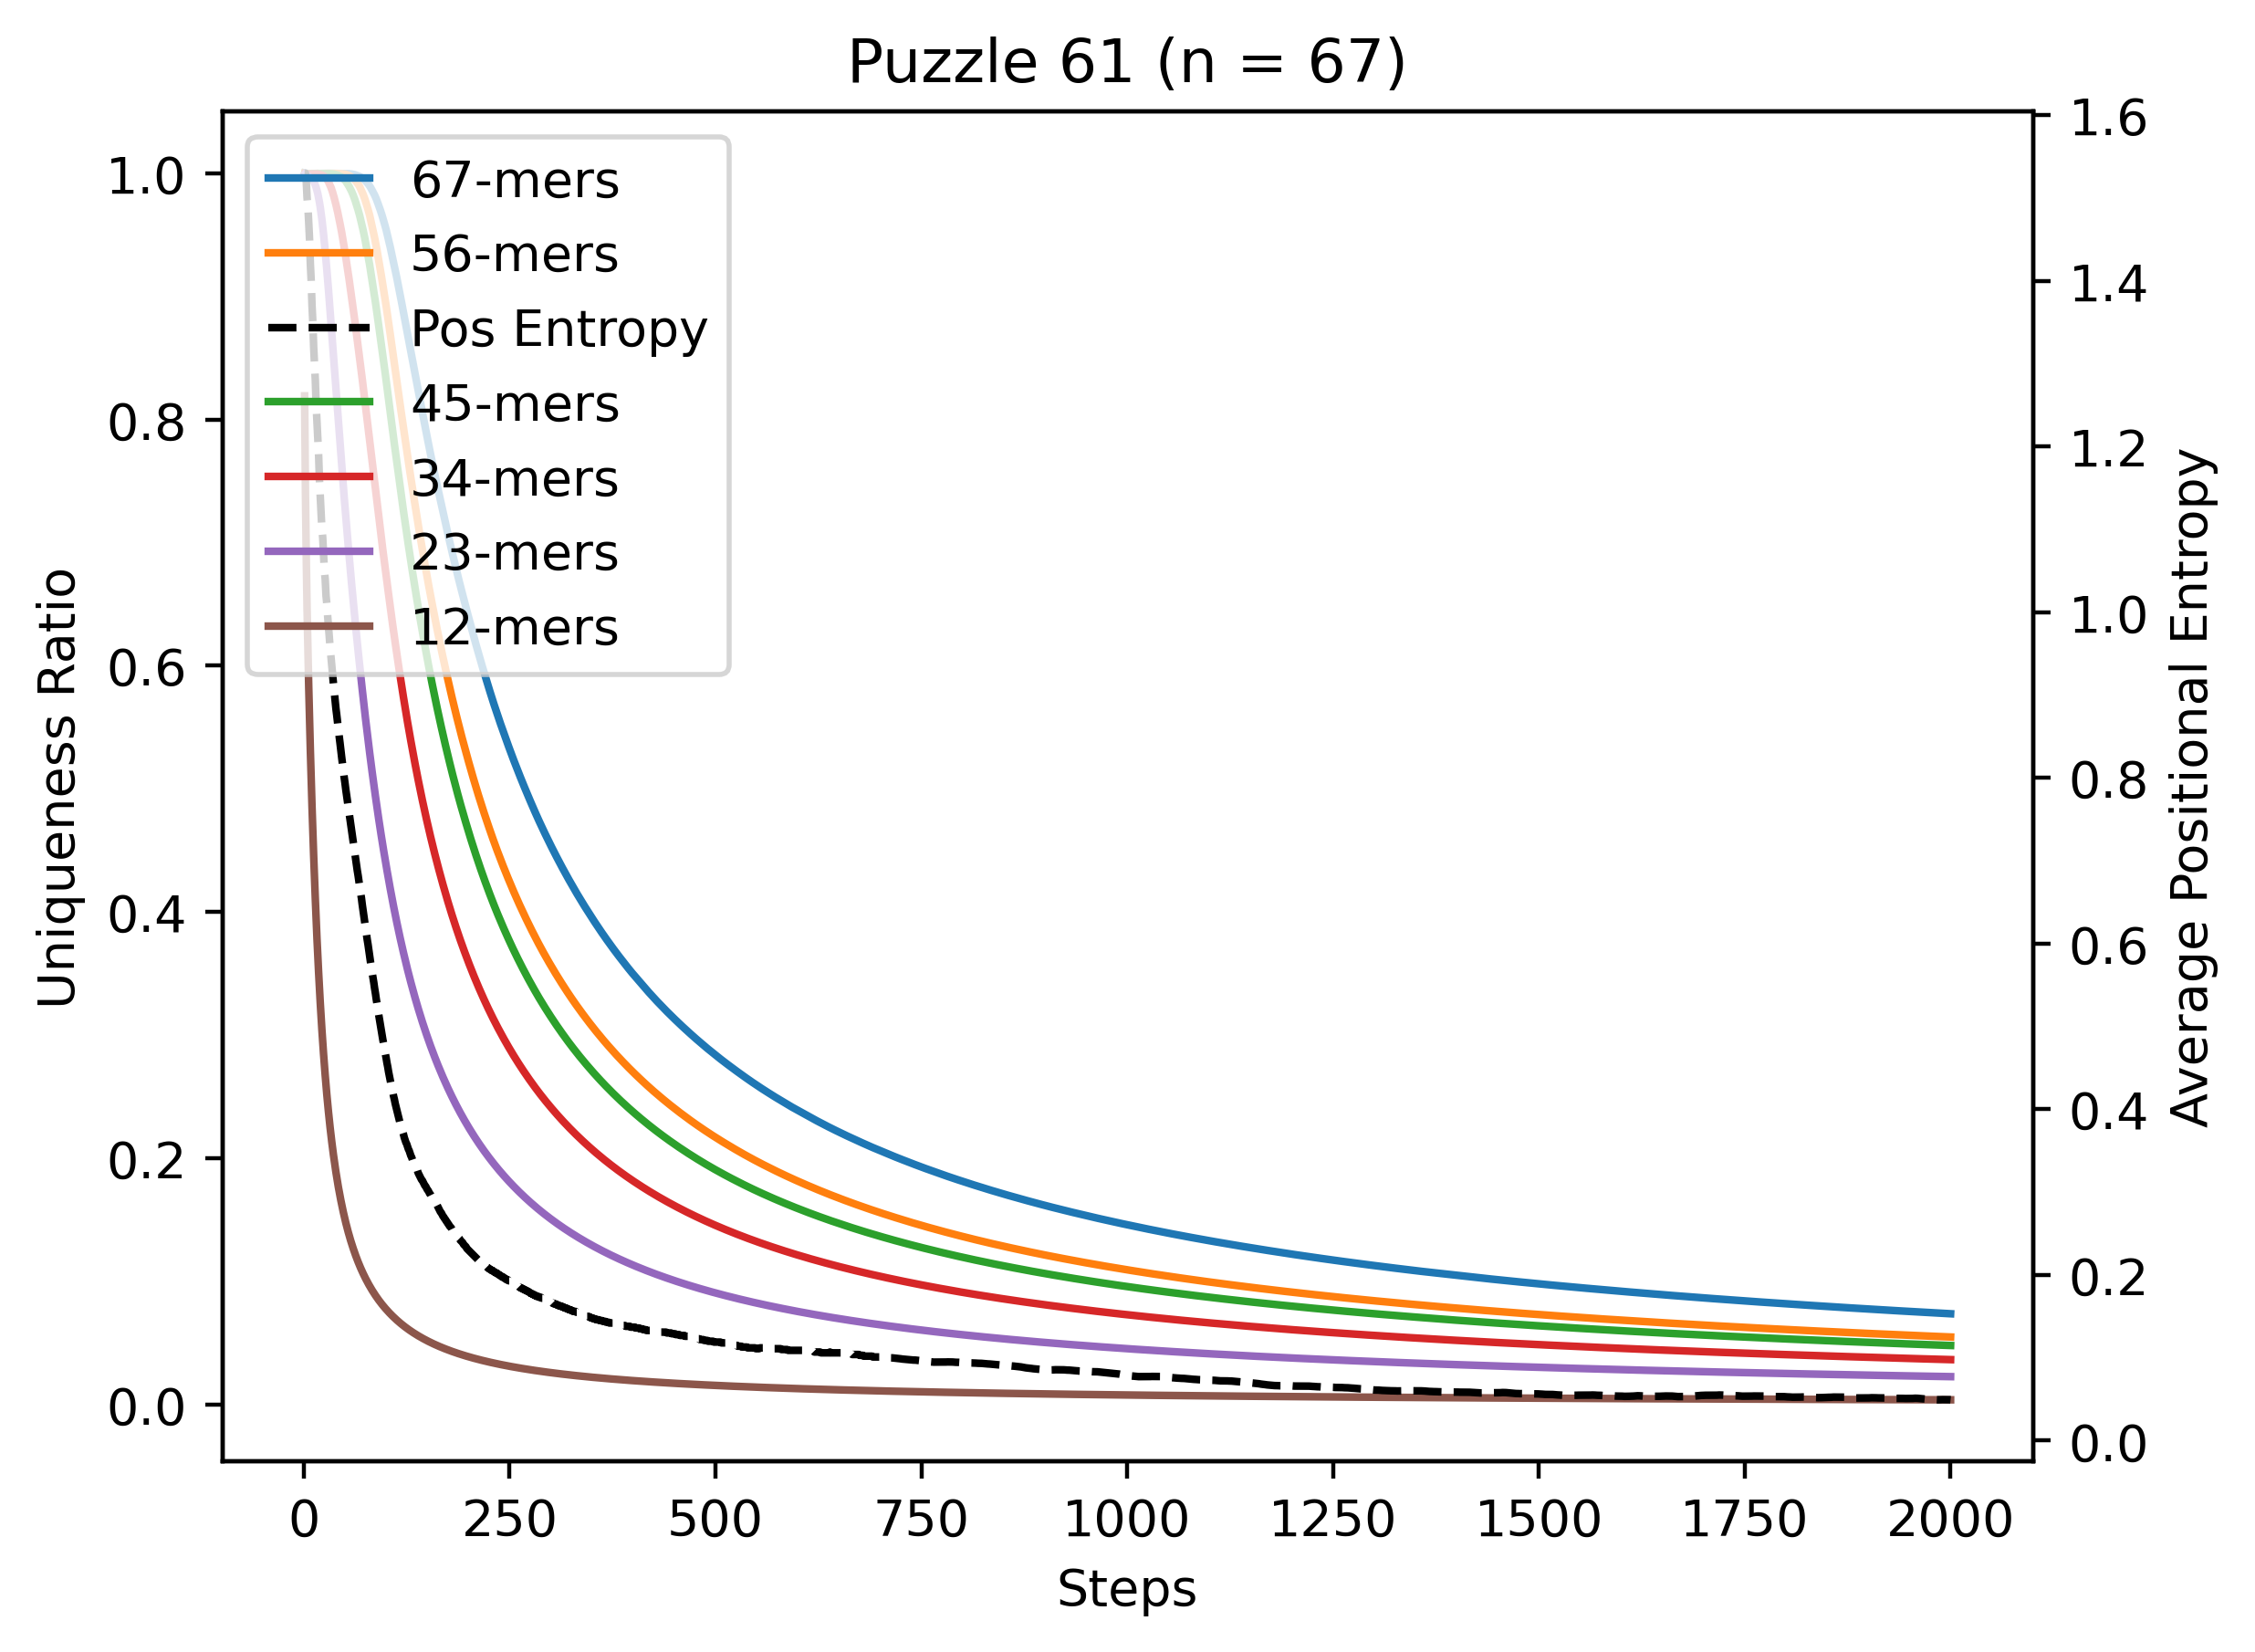 Puzzle 61 (n = 67)
67-mers
56-mers
Pos Entropy
45-mers
34-mers
23-mers
12-mers
Uniqueness Ratio
1.0
0.8
0.6
0.4
0.2
0.0
1.6
1.4
1.2
1.0
0.8
0.6
0.4
0.2
0.0
Average Positional Entropy
0 250 500 750 1000 1250 1500 1750 2000
Steps